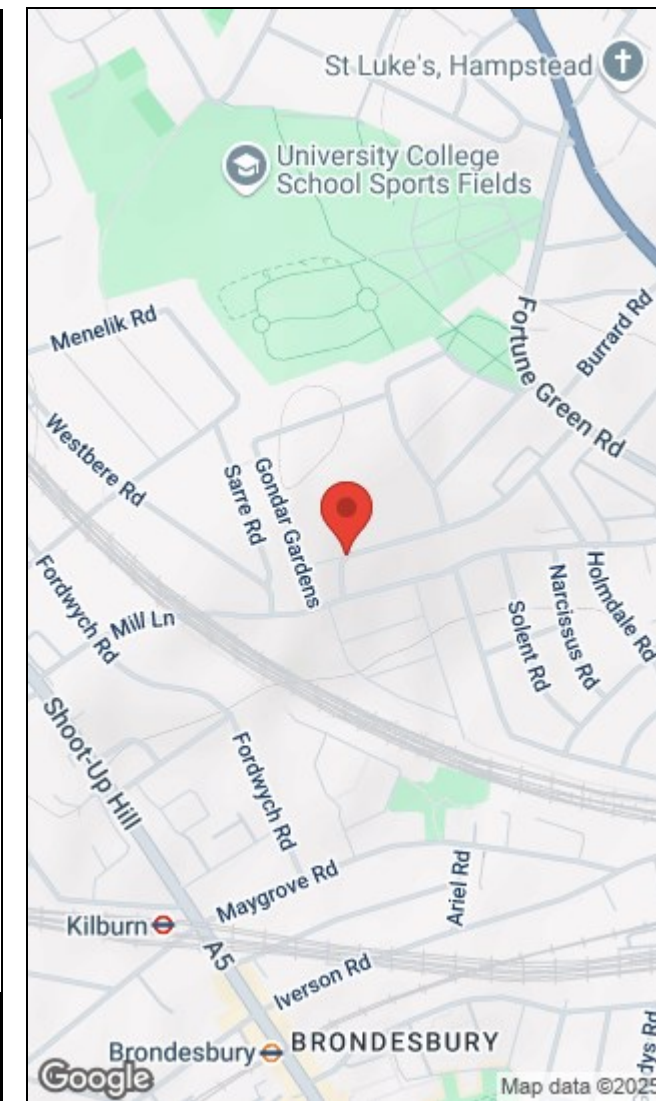 St Luke's, Hampstead
University College
School Sports Fields
Menelik Rd
Fortune Green Rd
Burrard Rd
Westbere Rd
Sarre Rd
Gondar Gardens
Holmdale Rd
Narcissus Rd
Solent Rd
Fordwych Rd
Mill Ln
Shoot-Up Hill
Fordwych Rd
Maygrove Rd
Ariel Rd
Kilburn
A5
Iverson Rd
Brondesbury
BRONDESBURY
dys Rd
Google
Map data ©2025